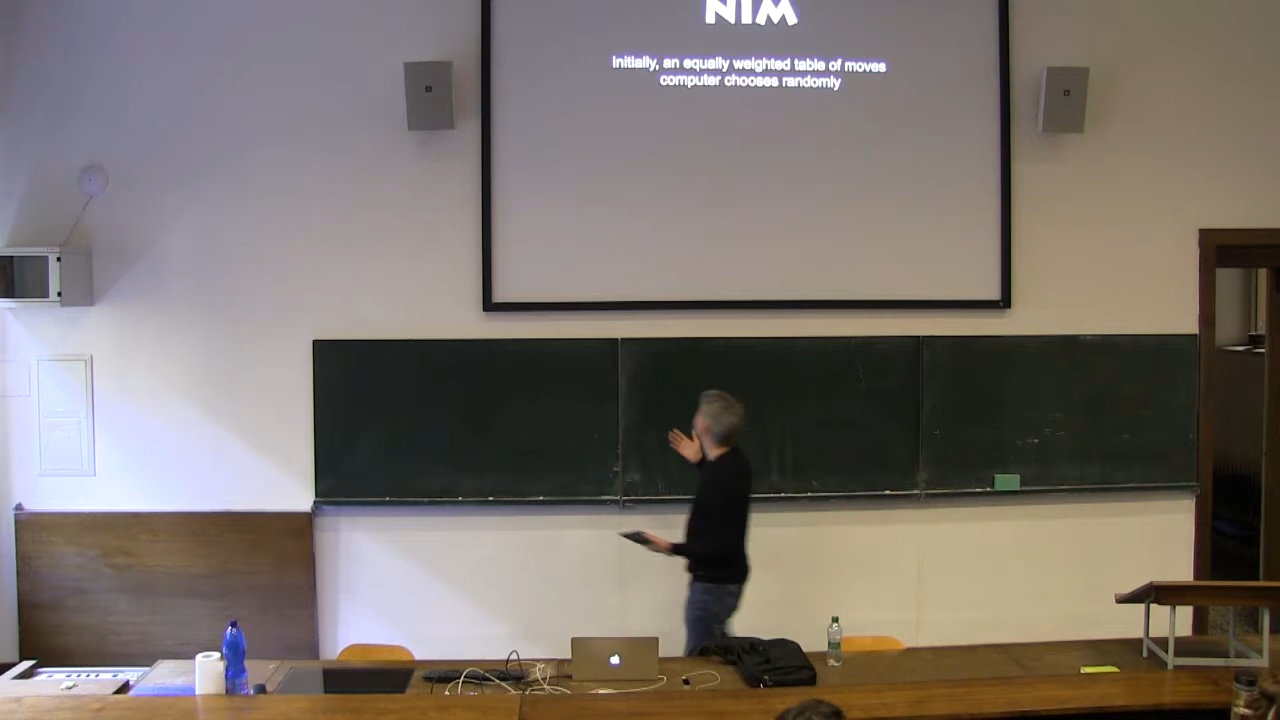 NIM
Initially, an equally weighted table of moves
computer chooses randomly